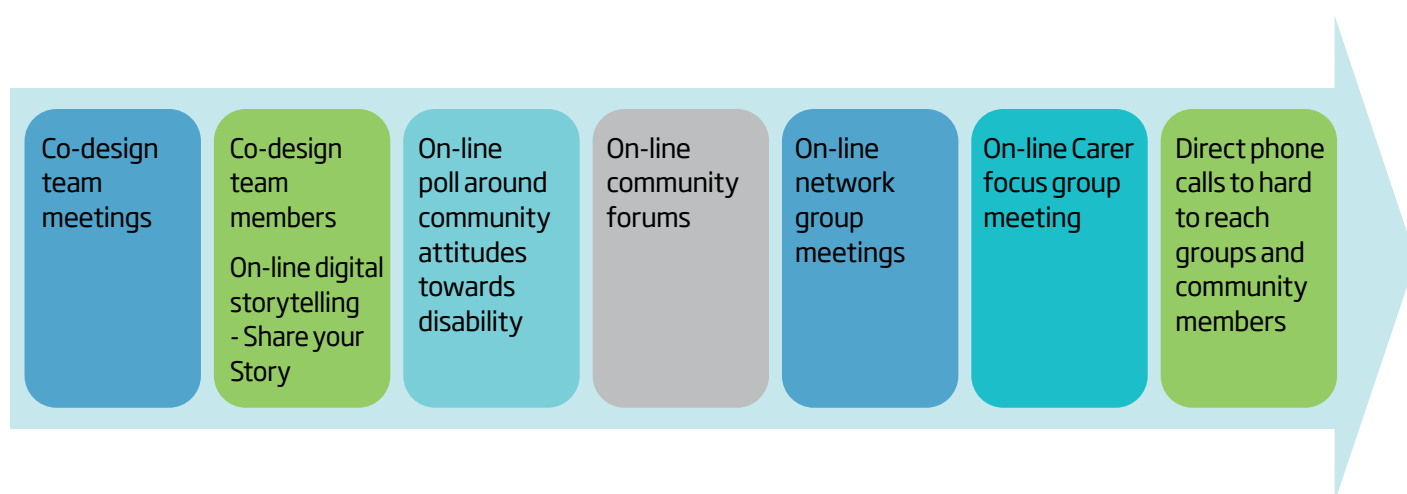 Co-design
team
meetings
Co-design
team
members
On-line digital
storytelling
- Share your
Story
On-line
poll around
community
attitudes
towards
disability
On-line
community
forums
On-line
network
group
meetings
On-line Carer
focus group
meeting
Direct phone
calls to hard
to reach
groups and
community
members